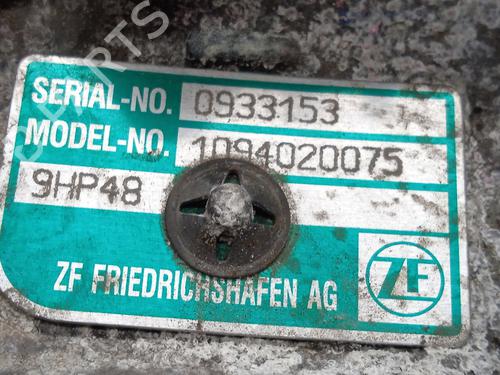 SERIAL-NO. 0933153
MODEL-NO. 1094020075
9HP48
ZF FRIEDRICHSHAFEN AG
ZF